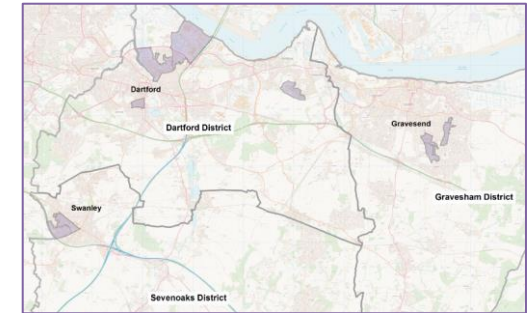 Dartford
Dartford District
Gravesend
Gravesham District
Swanley
Sevenoaks District